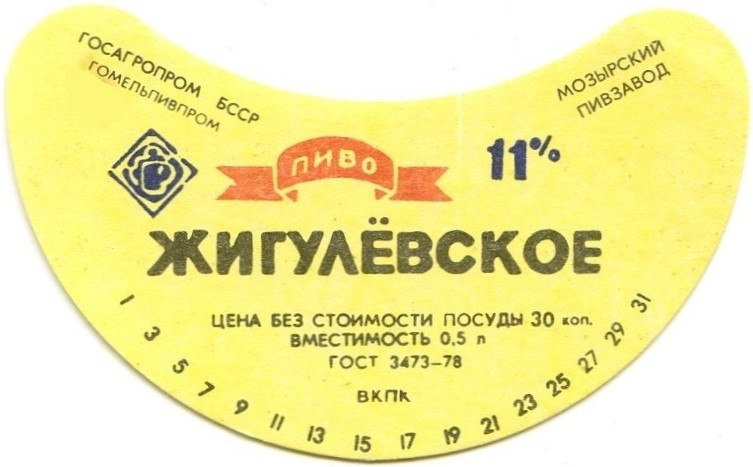 ГОСАГРОПРОМ БССР
ГОМЕЛЬПИВПРОМ
МОЗЫРСКИЙ
ПИВЗАВОД
ПИВО
11%
ЖИГУЛЁВСКОЕ
ЦЕНА БЕЗ СТОИМОСТИ ПОСУДЫ 30 коп.
ВМЕСТИМОСТЬ 0,5 л
ГОСТ 3473–78
ВКПК
1 3 5 7 9 11 13 15 17 19 21 23 25 27 29 31